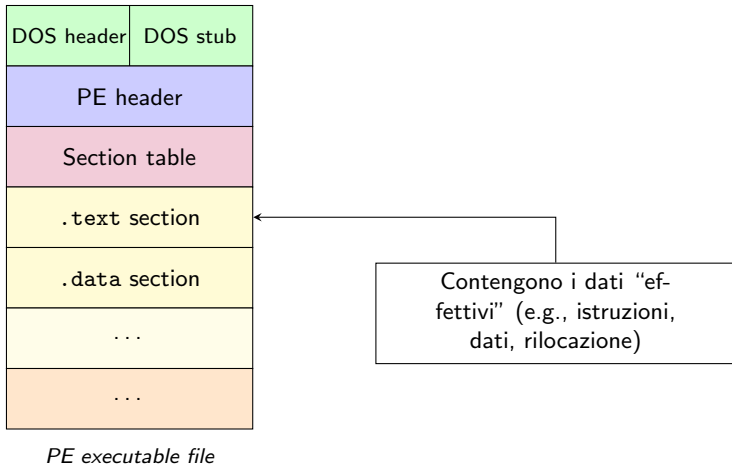 DOS header DOS stub
PE header
Section table
.text section
.data section
Contengono i dati “ef-
fettivi” (e.g., istruzioni,
dati, rilocazione)
...
...
PE executable file